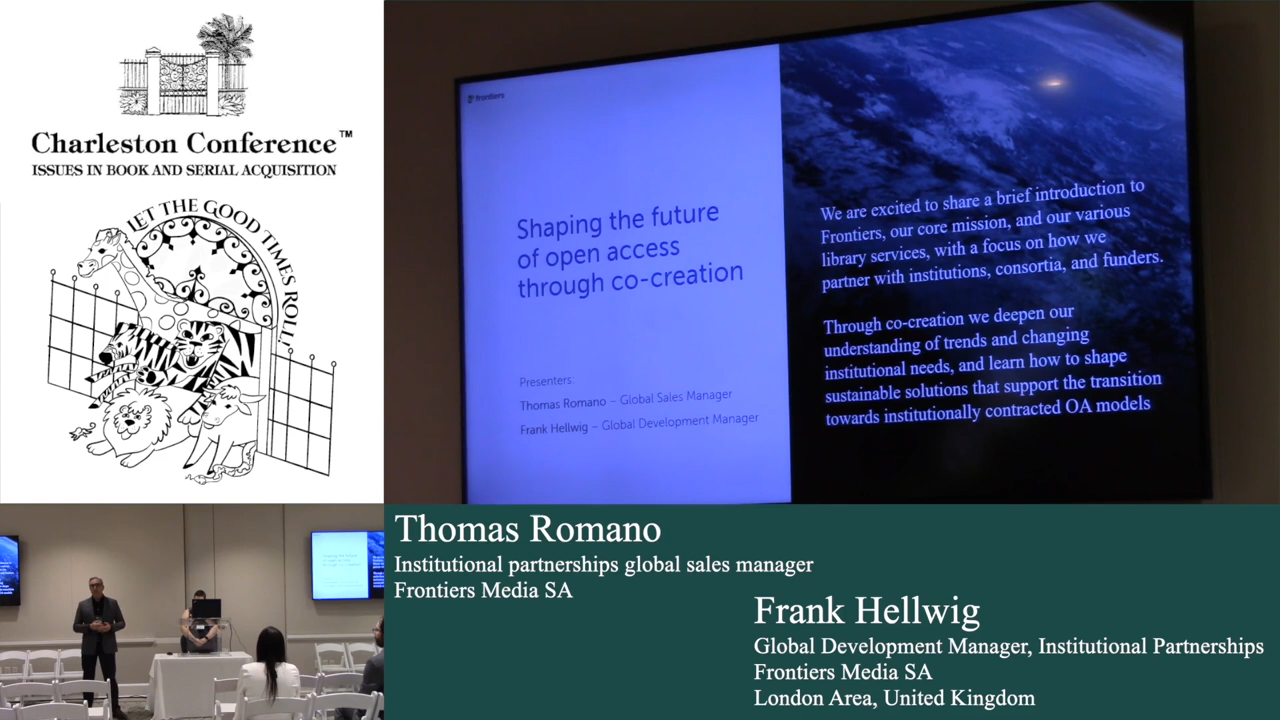 Charleston Conference™
ISSUES IN BOOK AND SERIAL ACQUISITION
LET THE GOOD TIMES ROLL!
frontiers
Shaping the future
of open access
through co-creation
Presenters:
Thomas Romano – Global Sales Manager
Frank Hellwig – Global Development Manager
We are excited to share a brief introduction to
Frontiers, our core mission, and our various
library services, with a focus on how we
partner with institutions, consortia, and funders.
Through co-creation we deepen our
understanding of trends and changing
institutional needs, and learn how to shape
sustainable solutions that support the transition
towards institutionally contracted OA models
Thomas Romano
Institutional partnerships global sales manager
Frontiers Media SA
Frank Hellwig
Global Development Manager, Institutional Partnerships
Frontiers Media SA
London Area, United Kingdom